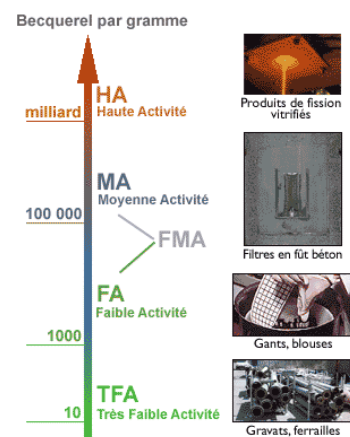 Becquerel par gramme
HA
Haute Activité
milliard
Produits de fission
vitrifiés
MA
Moyenne Activité
100 000
FMA
Filtres en fût béton
FA
Faible Activité
1000
Gants, blouses
TFA
10
Très Faible Activité
Gravats, ferrailles